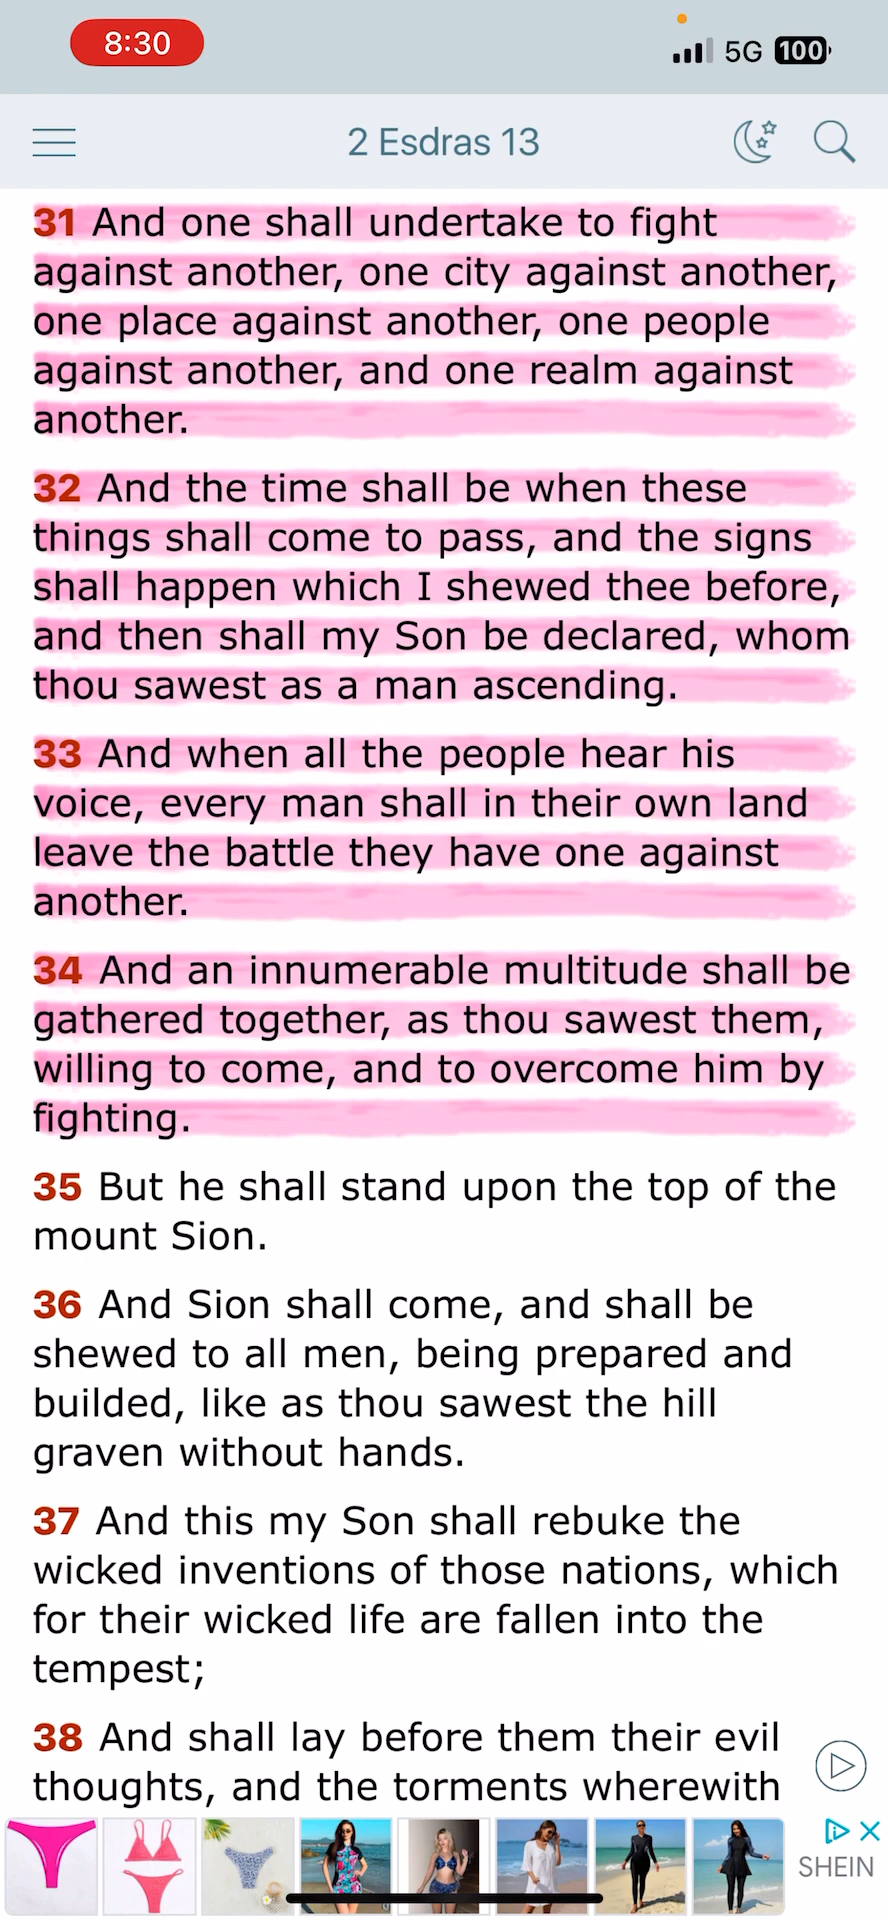 8:30
5G 100
2 Esdras 13
31 And one shall undertake to fight
against another, one city against another,
one place against another, one people
against another, and one realm against
another.
32 And the time shall be when these
things shall come to pass, and the signs
shall happen which I shewed thee before,
and then shall my Son be declared, whom
thou sawest as a man ascending.
33 And when all the people hear his
voice, every man shall in their own land
leave the battle they have one against
another.
34 And an innumerable multitude shall be
gathered together, as thou sawest them,
willing to come, and to overcome him by
fighting.
35 But he shall stand upon the top of the
mount Sion.
36 And Sion shall come, and shall be
shewed to all men, being prepared and
builded, like as thou sawest the hill
graven without hands.
37 And this my Son shall rebuke the
wicked inventions of those nations, which
for their wicked life are fallen into the
tempest;
38 And shall lay before them their evil
thoughts, and the torments wherewith
SHEIN